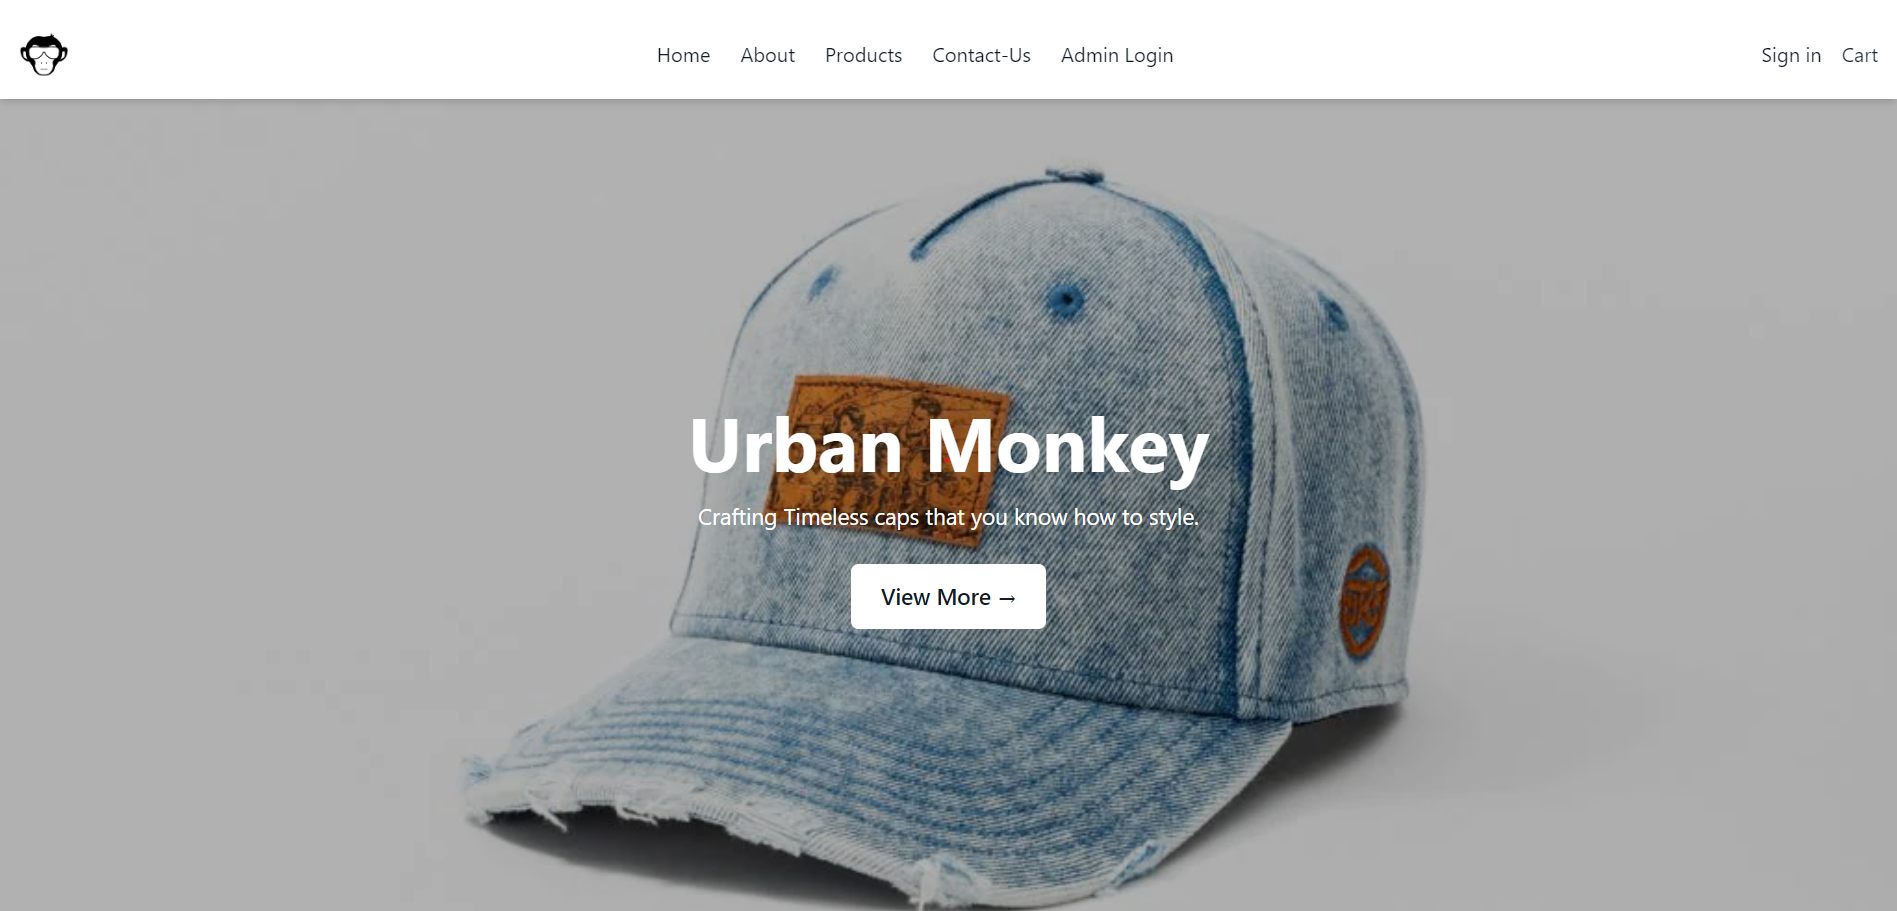 Home About Products Contact-Us Admin Login Sign in Cart
Urban Monkey
Crafting Timeless caps that you know how to style.
View More →